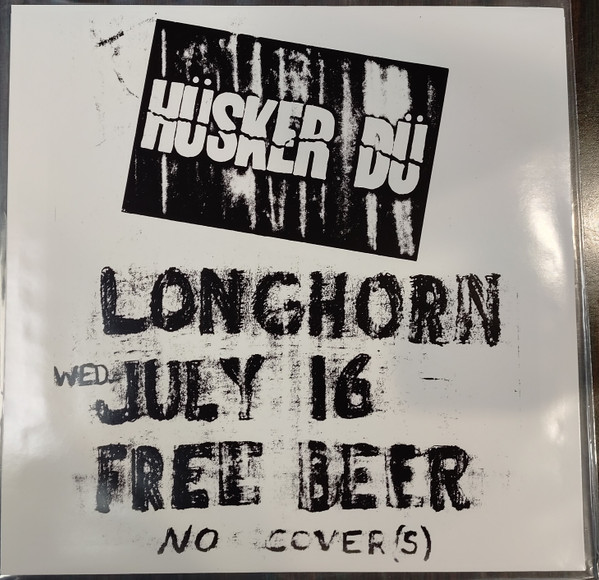 HÜSKER DÜ
LONGHORN
WED. JULY 16
FREE BEER
NO COVER(S)